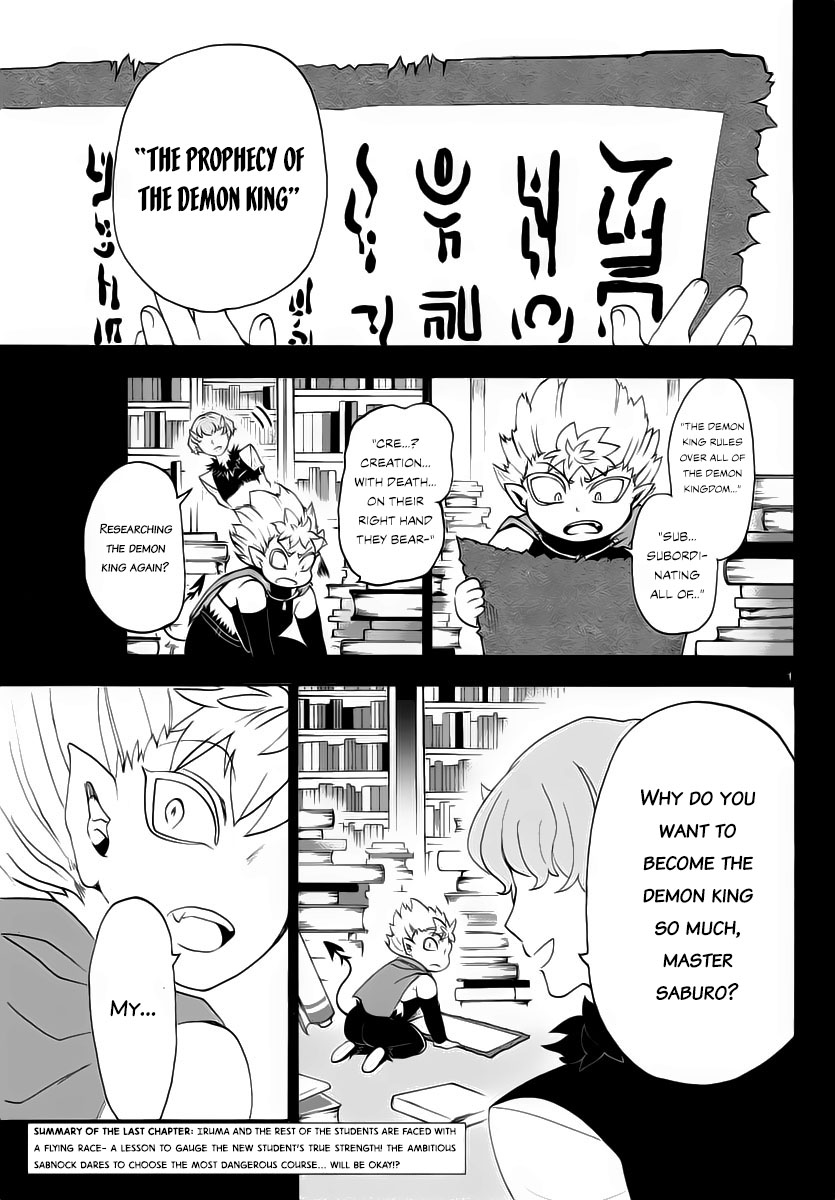 "THE PROPHECY OF
THE DEMON KING"
"THE DEMON
KING RULES
OVER ALL OF
THE DEMON
KINGDOM..."
"SUB...
SUBORDI-
NATING
ALL OF..."
"CRE...?
CREATION...
WITH DEATH...
ON THEIR
RIGHT HAND
THEY BEAR-"
RESEARCHING
THE DEMON
KING AGAIN?
1
WHY DO YOU
WANT TO
BECOME THE
DEMON KING
SO MUCH,
MASTER
SABURO?
MY...
SUMMARY OF THE LAST CHAPTER: IRUMA AND THE REST OF THE STUDENTS ARE FACED WITH
A FLYING RACE- A LESSON TO GAUGE THE NEW STUDENT'S TRUE STRENGTH! THE AMBITIOUS
SABNOCK DARES TO CHOOSE THE MOST DANGEROUS COURSE... WILL BE OKAY!?